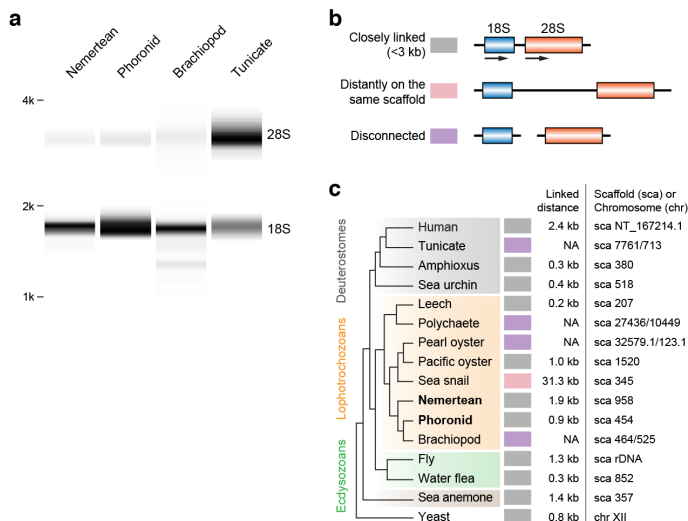 a
Nemertean
Phoronid
Brachiopod
Tunicate
4k
28S
2k
18S
1k
b
18S
28S
Closely linked
(<3 kb)
Distantly on the
same scaffold
Disconnected
c
Linked
distance
Scaffold (sca) or
Chromosome (chr)
Deuterostomes
Human 2.4 kb sca NT_167214.1
Tunicate NA sca 7761/713
Amphioxus 0.3 kb sca 380
Sea urchin 0.4 kb sca 518
Lophotrochozoans
Leech 0.2 kb sca 207
Polychaete NA sca 27436/10449
Pearl oyster NA sca 32579.1/123.1
Pacific oyster 1.0 kb sca 1520
Sea snail 31.3 kb sca 345
Nemertean 1.9 kb sca 958
Phoronid 0.9 kb sca 454
Brachiopod NA sca 464/525
Ecdysozoans
Fly 1.3 kb sca rDNA
Water flea 0.3 kb sca 852
Sea anemone 1.4 kb sca 357
Yeast 0.8 kb chr XII